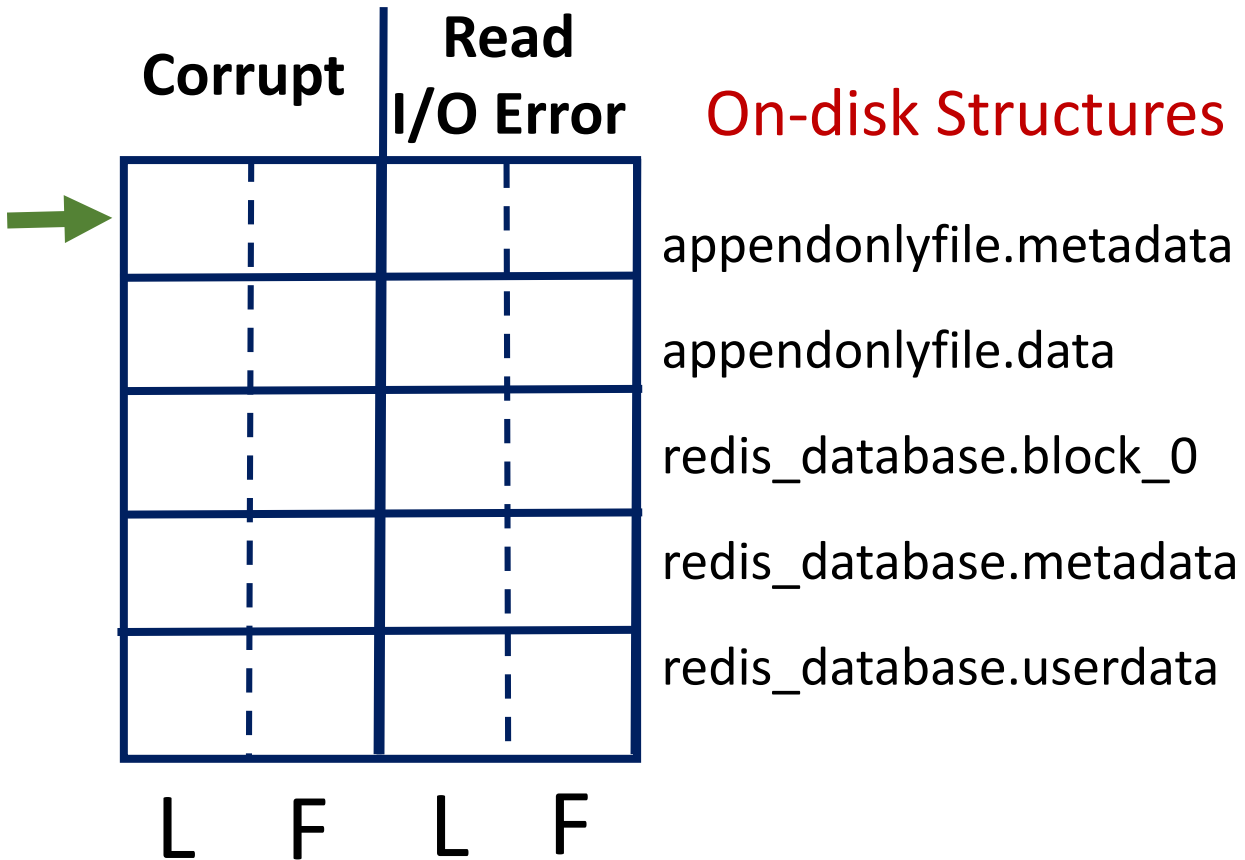 Corrupt
Read
I/O Error
On-disk Structures
appendonlyfile.metadata
appendonlyfile.data
redis_database.block_0
redis_database.metadata
redis_database.userdata
L F L F